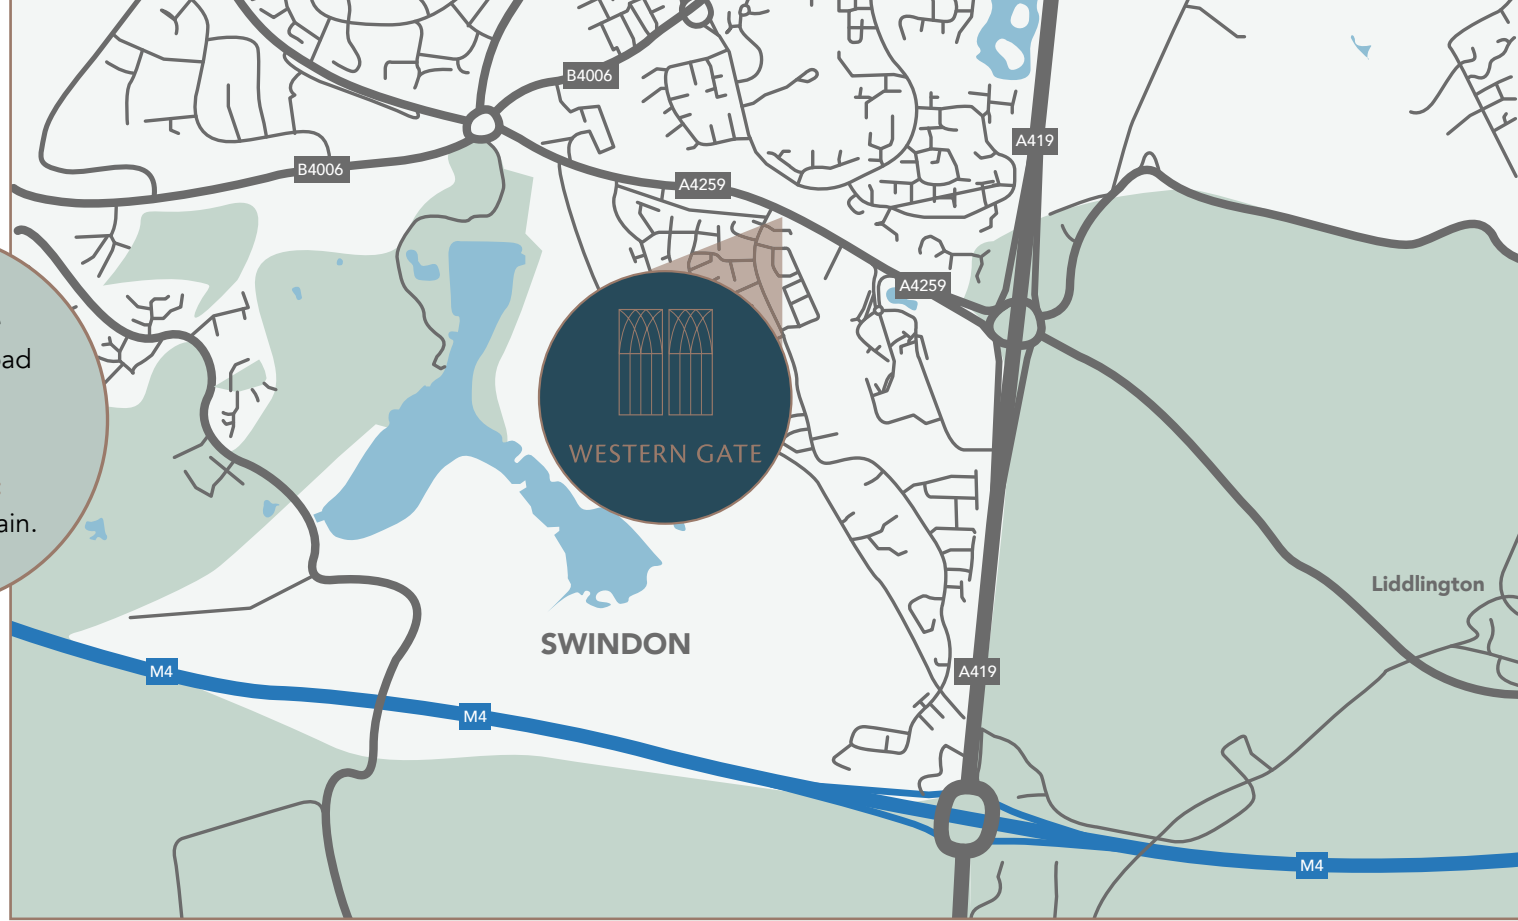 B4006
A419
B4006
A4259
A4259
ad
WESTERN GATE
ain.
Liddlington
SWINDON
M4
A419
M4
M4